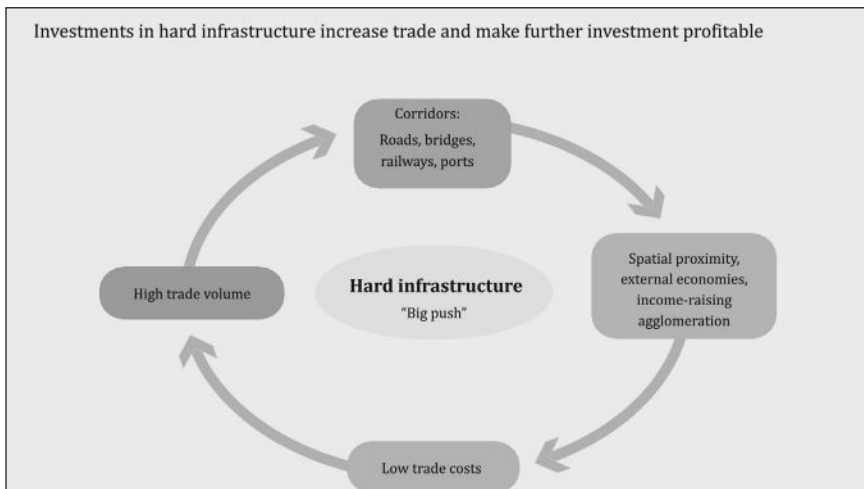 Investments in hard infrastructure increase trade and make further investment profitable
Corridors:
Roads, bridges,
railways, ports
Spatial proximity,
external economies,
income-raising
agglomeration
Low trade costs
High trade volume
Hard infrastructure
“Big push”